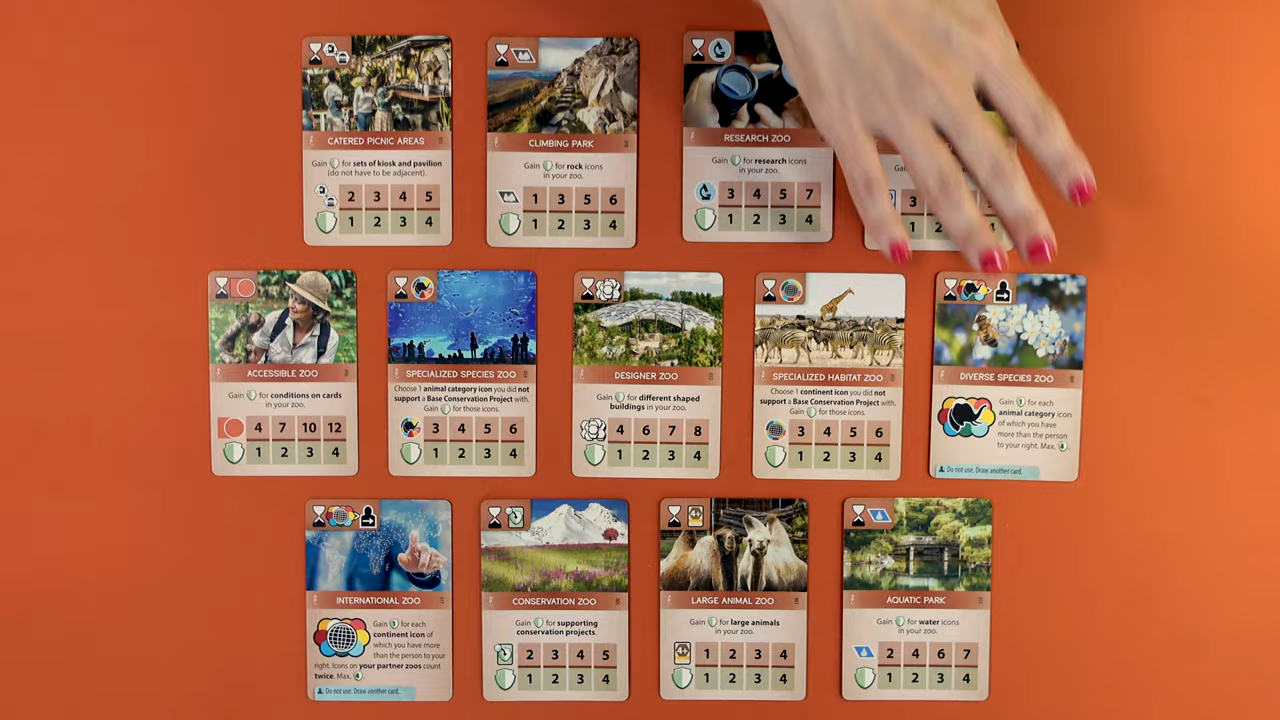 CATERED PICNIC AREAS
Gain for sets of kiosk and pavilion
(do not have to be adjacent).
2 3 4 5
1 2 3 4
CLIMBING PARK
Gain for rock icons
in your zoo.
1 3 5 6
1 2 3 4
RESEARCH ZOO
Gain for research icons
in your zoo.
3 4 5 7
1 2 3 4
3
1 2 4
ACCESSIBLE ZOO
Gain for conditions on cards
in your zoo.
4 7 10 12
1 2 3 4
SPECIALIZED SPECIES ZOO
Choose 1 animal category icon you did not
support a Base Conservation Project with.
Gain for those icons.
3 4 5 6
1 2 3 4
DESIGNER ZOO
Gain for different shaped
buildings in your zoo.
4 6 7 8
1 2 3 4
SPECIALIZED HABITAT ZOO
Choose 1 continent icon you did not
support a Base Conservation Project with.
Gain for those icons.
3 4 5 6
1 2 3 4
DIVERSE SPECIES ZOO
Gain 1 for each
animal category icon
of which you have
more than the person
to your right. Max. 4.
Do not use. Draw another card.
INTERNATIONAL ZOO
Gain 1 for each
continent icon of
which you have more
than the person to your
right. Icons on your partner zoos count
twice. Max. 4.
Do not use. Draw another card.
CONSERVATION ZOO
Gain for supporting
conservation projects.
2 3 4 5
1 2 3 4
4+
LARGE ANIMAL ZOO
Gain for large animals
in your zoo.
4+ 1 2 3 4
1 2 3 4
AQUATIC PARK
Gain for water icons
in your zoo.
2 4 6 7
1 2 3 4